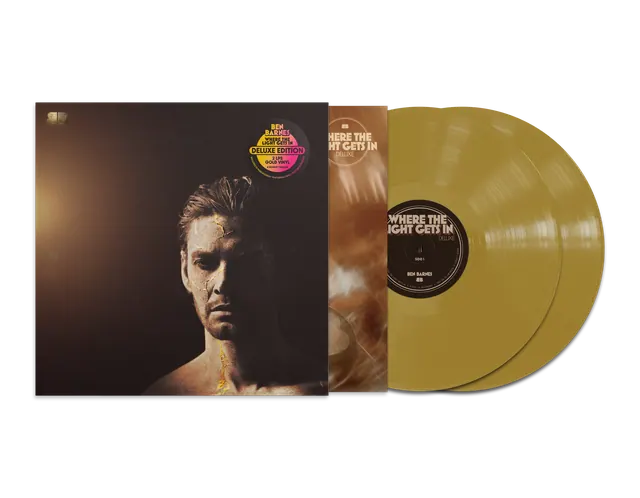 BEN
BARNES
WHERE THE
LIGHT GETS IN
DELUXE EDITION
2 LPS
GOLD VINYL
WHERE THE
LIGHT GETS IN
DELUXE
WHERE THE
LIGHT GETS IN
DELUXE
BEN BARNES